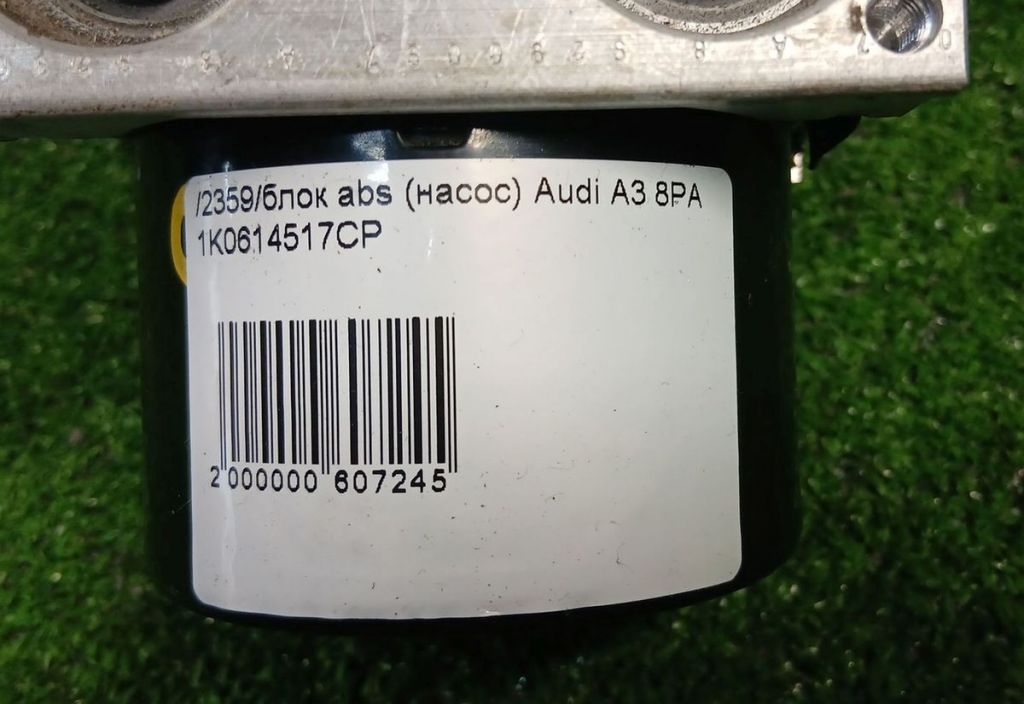 /2359/блок abs (насос) Audi A3 8PA
1K0614517CP
2 000000 607245